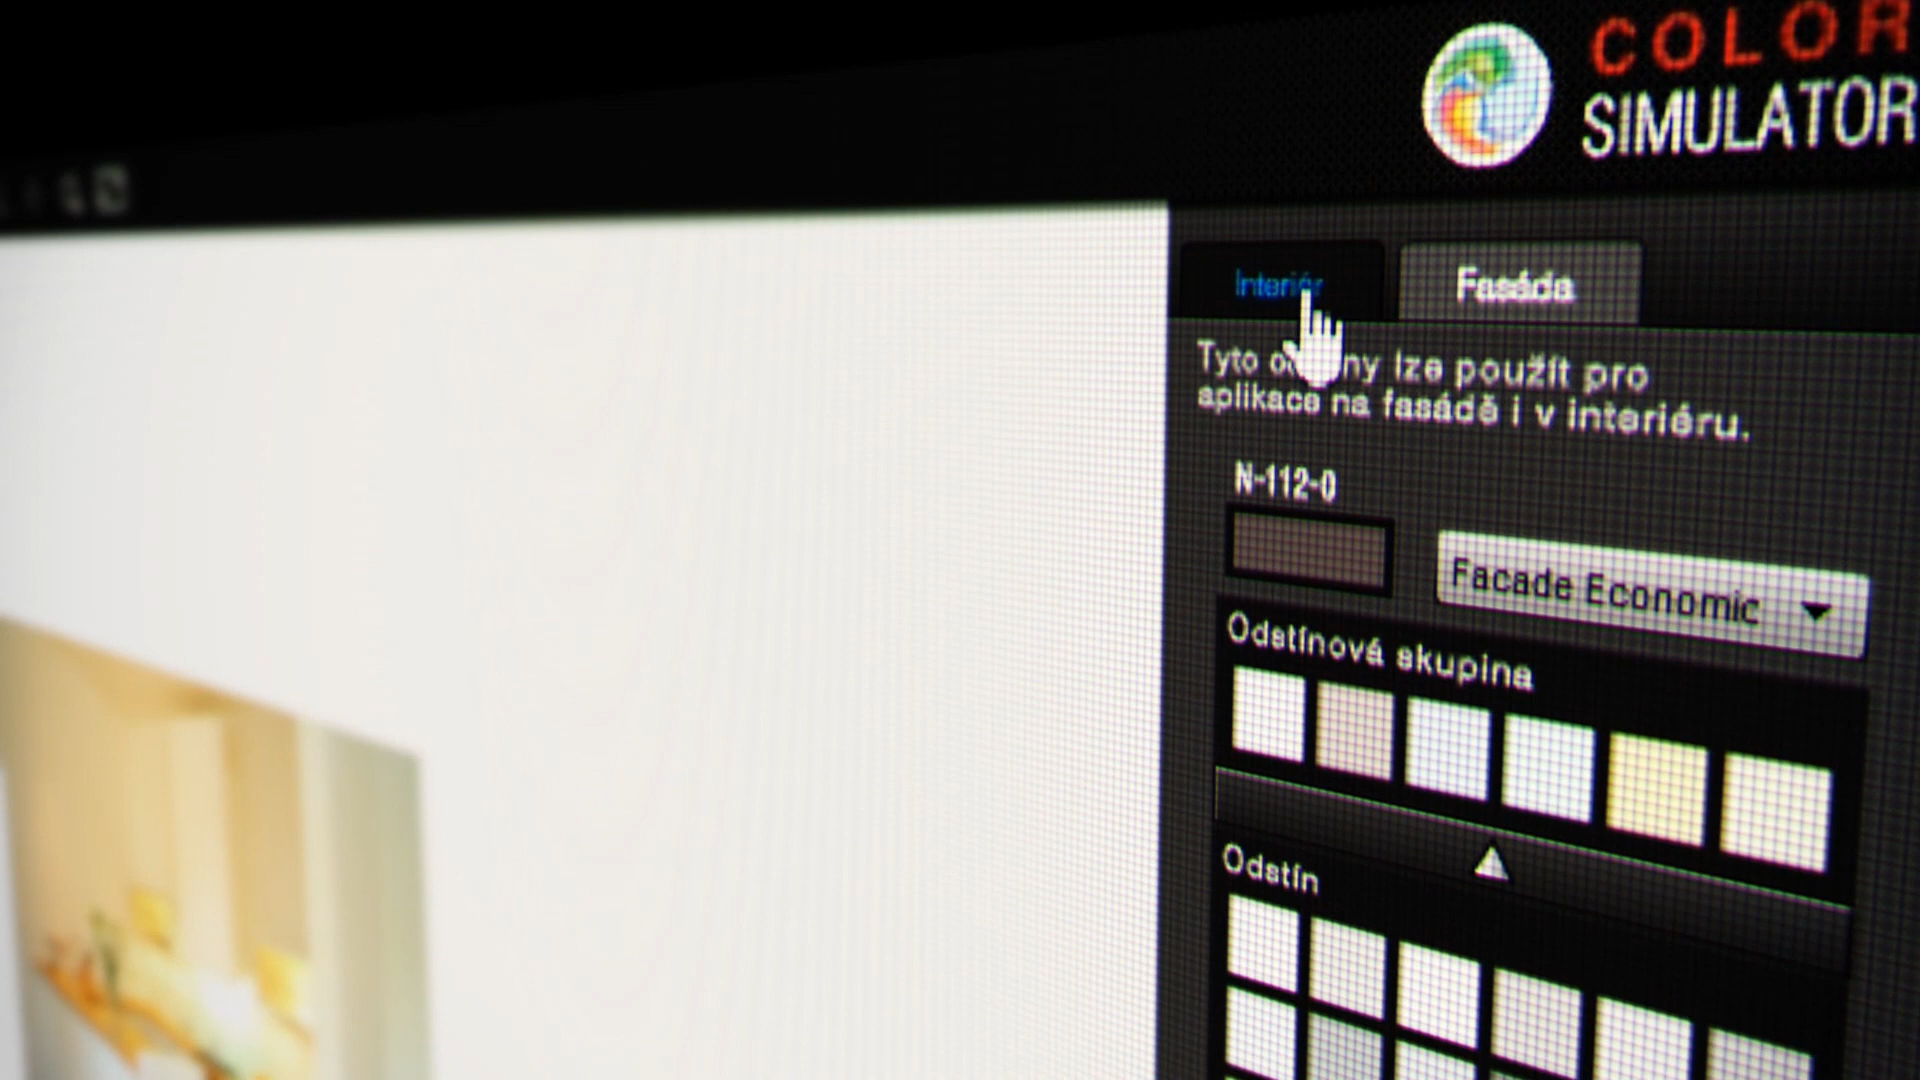 COLOR
SIMULATOR
Interiér
Fasáda
Tyto lze použít pro
aplikace na fasádě i v interiéru.
N-112-0
Facade Economic
Odstínová skupina
Odstín